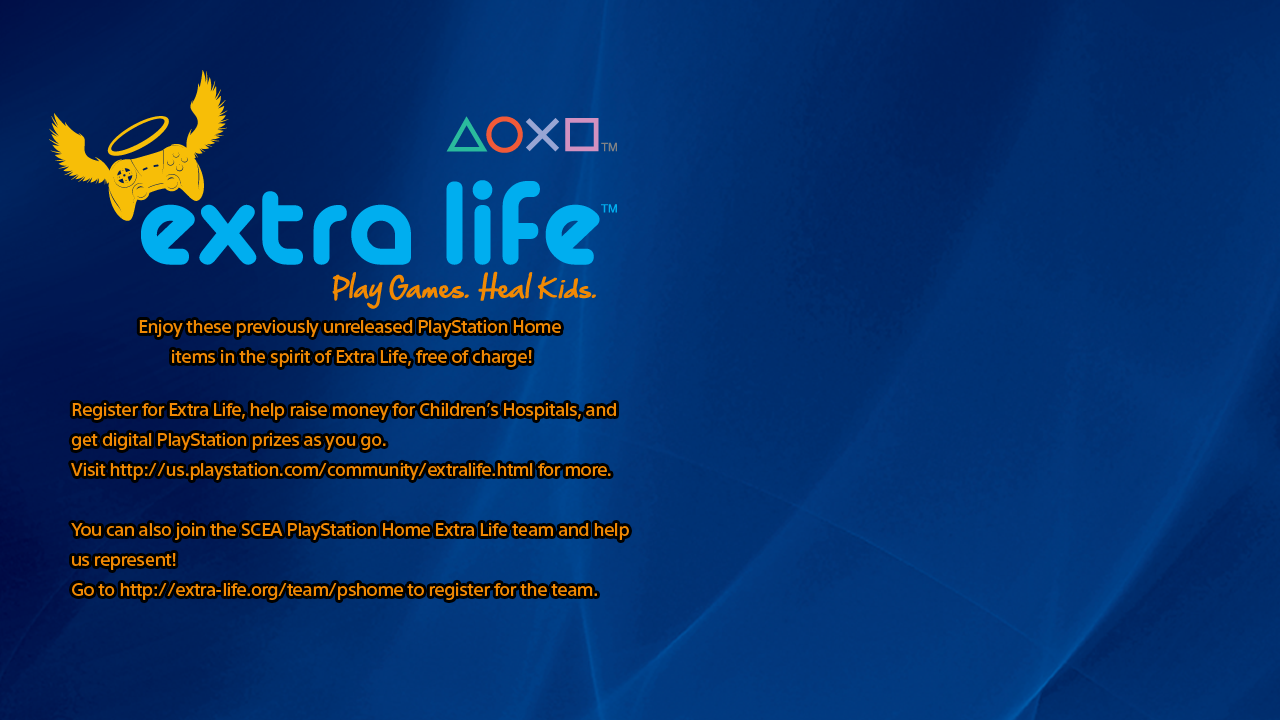 TM
extra life TM
Play Games. Heal Kids.
Enjoy these previously unreleased PlayStation Home
items in the spirit of Extra Life, free of charge!
Register for Extra Life, help raise money for Children's Hospitals, and
get digital PlayStation prizes as you go.
Visit http://us.playstation.com/community/extralife.html for more.
You can also join the SCEA PlayStation Home Extra Life team and help
us represent!
Go to http://extra-life.org/team/pshome to register for the team.